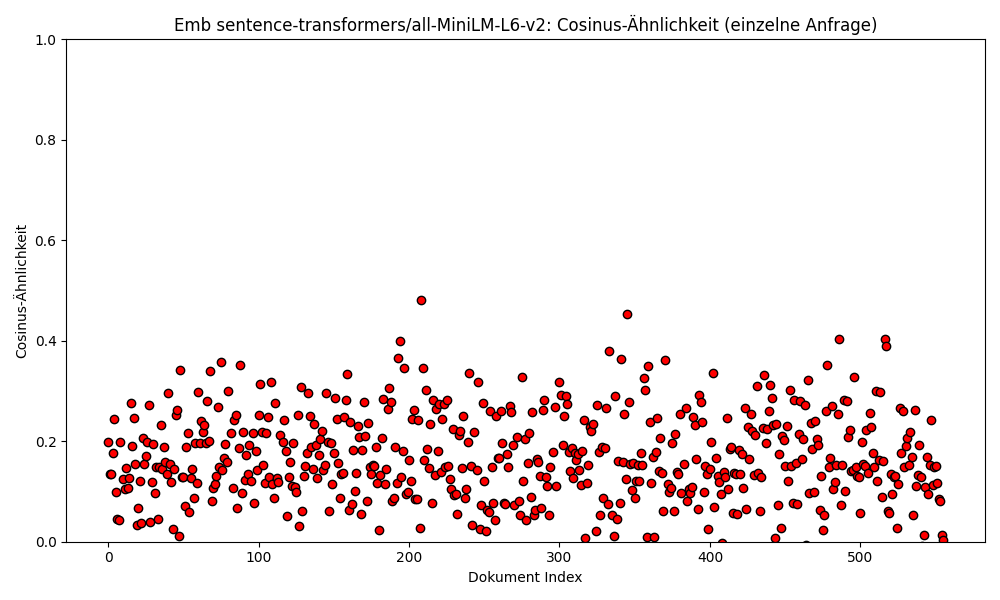 Emb sentence-transformers/all-MiniLM-L6-v2: Cosinus-Ähnlichkeit (einzelne Anfrage)
1.0
0.8
0.6
0.4
0.2
0.0
Cosinus-Ähnlichkeit
0 100 200 300 400 500
Dokument Index